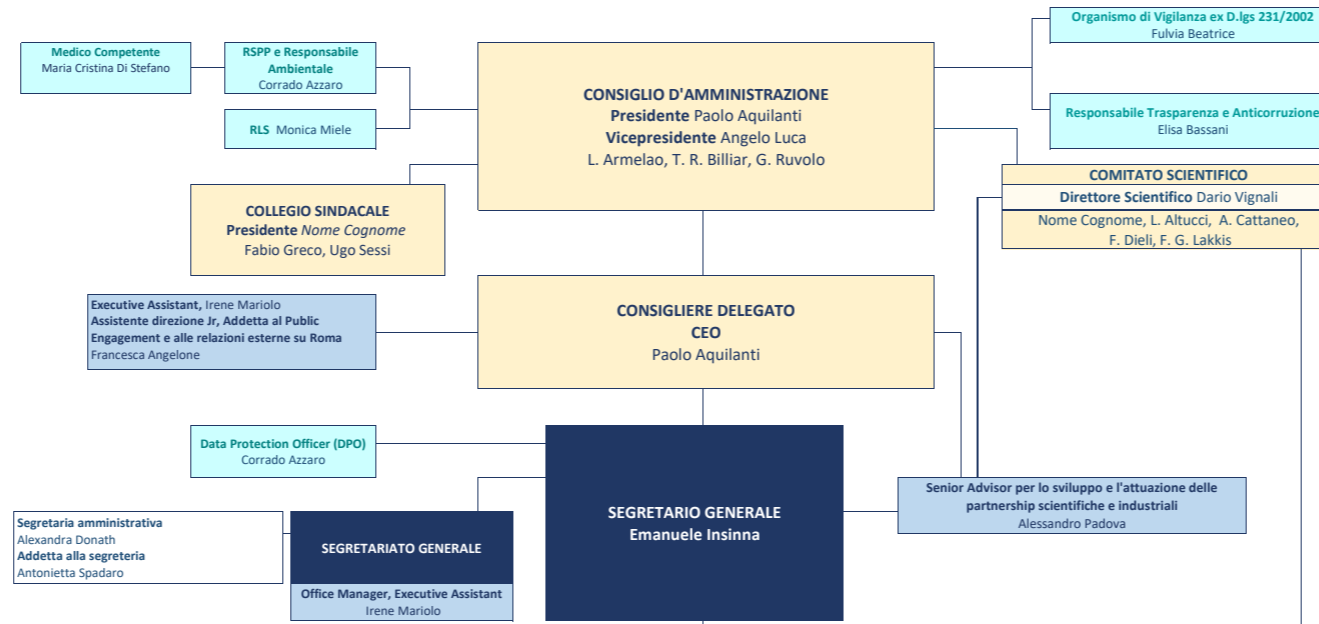 Organismo di Vigilanza ex D.lgs 231/2002
Fulvia Beatrice
Medico Competente
Maria Cristina Di Stefano
RSPP e Responsabile
Ambientale
Corrado Azzaro
CONSIGLIO D'AMMINISTRAZIONE
Presidente Paolo Aquilanti
Vicepresidente Angelo Luca
L. Armelao, T. R. Billiar, G. Ruvolo
RLS Monica Miele
Responsabile Trasparenza e Anticorruzione
Elisa Bassani
COLLEGIO SINDACALE
Presidente Nome Cognome
Fabio Greco, Ugo Sessi
COMITATO SCIENTIFICO
Direttore Scientifico Dario Vignali
Nome Cognome, L. Altucci, A. Cattaneo,
F. Dieli, F. G. Lakkis
Executive Assistant, Irene Mariolo
Assistente direzione Jr, Addetta al Public
Engagement e alle relazioni esterne su Roma
Francesca Angelone
CONSIGLIERE DELEGATO
CEO
Paolo Aquilanti
Data Protection Officer (DPO)
Corrado Azzaro
SEGRETARIO GENERALE
Emanuele Insinna
Senior Advisor per lo sviluppo e l'attuazione delle
partnership scientifiche e industriali
Alessandro Padova
Segretaria amministrativa
Alexandra Donath
Addetta alla segreteria
Antonietta Spadaro
SEGRETARIATO GENERALE
Office Manager, Executive Assistant
Irene Mariolo